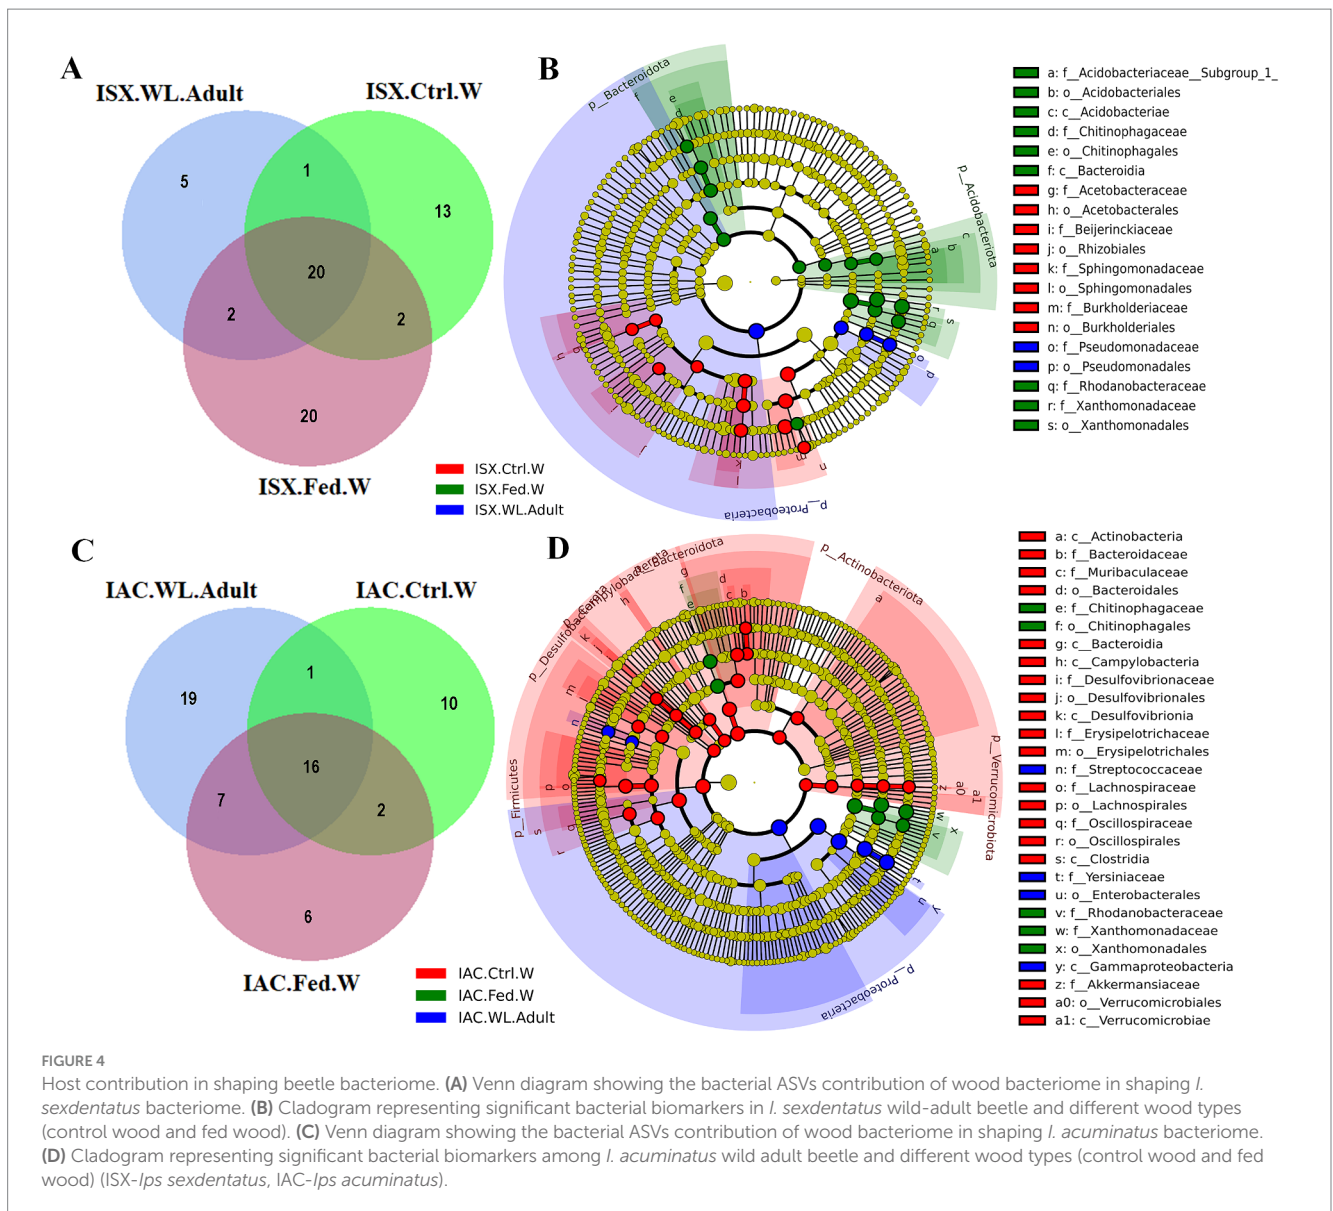 A
ISX.WL.Adult
ISX.Ctrl.W
5
1
13
20
2
2
20
ISX.Fed.W
ISX.Ctrl.W
ISX.Fed.W
ISX.WL.Adult
B
p__Bacteroidota
f
e
p__Acidobacteriota
c
b
a
r
q
s
o
p
h
g
j
i
k
l
m
n
p__Proteobacteria
a: f__Acidobacteriaceae__Subgroup_1_
b: o__Acidobacteriales
c: c__Acidobacteriae
d: f__Chitinophagaceae
e: o__Chitinophagales
f: c__Bacteroidia
g: f__Acetobacteraceae
h: o__Acetobacterales
i: f__Beijerinckiaceae
j: o__Rhizobiales
k: f__Sphingomonadaceae
l: o__Sphingomonadales
m: f__Burkholderiaceae
n: o__Burkholderiales
o: f__Pseudomonadaceae
p: o__Pseudomonadales
q: f__Rhodanobacteraceae
r: f__Xanthomonadaceae
s: o__Xanthomonadales
C
IAC.WL.Adult
IAC.Ctrl.W
19
1
10
16
7
2
6
IAC.Fed.W
IAC.Ctrl.W
IAC.Fed.W
IAC.WL.Adult
D
p__Bacteroidota
p__Campylobacterota
p__Desulfobacterota
p__Firmicutes
p__Actinobacteriota
p__Verrucomicrobiota
p__Proteobacteria
g
f
e
d
c
b
a
h
k
j
i
m
l
n
p
o
s
q
r
z
a0
a1
w
v
x
t
u
y
a: c__Actinobacteria
b: f__Bacteroidaceae
c: f__Muribaculaceae
d: o__Bacteroidales
e: f__Chitinophagaceae
f: o__Chitinophagales
g: c__Bacteroidia
h: c__Campylobacteria
i: f__Desulfovibrionaceae
j: o__Desulfovibrionales
k: c__Desulfovibrionia
l: f__Erysipelotrichaceae
m: o__Erysipelotrichales
n: f__Streptococcaceae
o: f__Lachnospiraceae
p: o__Lachnospirales
q: f__Oscillospiraceae
r: o__Oscillospirales
s: c__Clostridia
t: f__Yersiniaceae
u: o__Enterobacterales
v: f__Rhodanobacteraceae
w: f__Xanthomonadaceae
x: o__Xanthomonadales
y: c__Gammaproteobacteria
z: f__Akkermansiaceae
a0: o__Verrucomicrobiales
a1: c__Verrucomicrobiae
FIGURE 4
Host contribution in shaping beetle bacteriome. (A) Venn diagram showing the bacterial ASVs contribution of wood bacteriome in shaping I.
sexdentatus bacteriome. (B) Cladogram representing significant bacterial biomarkers in I. sexdentatus wild-adult beetle and different wood types
(control wood and fed wood). (C) Venn diagram showing the bacterial ASVs contribution of wood bacteriome in shaping I. acuminatus bacteriome.
(D) Cladogram representing significant bacterial biomarkers among I. acuminatus wild adult beetle and different wood types (control wood and fed
wood) (ISX-Ips sexdentatus, IAC-Ips acuminatus).